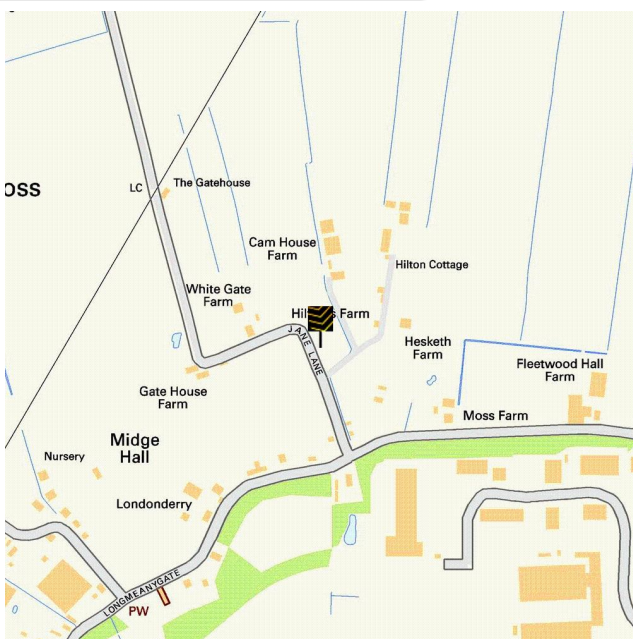 OSS
LC
The Gatehouse
Cam House
Farm
Hilton Cottage
White Gate
Farm
Farm
JANE LANE
Hesketh
Farm
Fleetwood Hall
Farm
Gate House
Farm
Moss Farm
Midge
Hall
Nursery
Londonderry
LONGMEANYGATE
PW